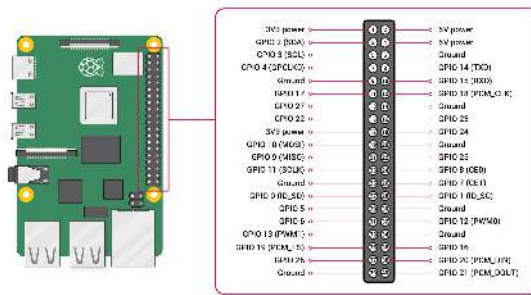 3V3 power
5V power
GPIO 2 (SDA)
5V power
GPIO 3 (SCL)
Ground
GPIO 4 (GPCLK0)
GPIO 14 (TXD)
Ground
GPIO 15 (RXD)
GPIO 17
GPIO 18 (PCM_CLK)
GPIO 27
Ground
GPIO 22
GPIO 23
3V3 power
GPIO 24
GPIO 10 (MOSI)
Ground
GPIO 9 (MISO)
GPIO 25
GPIO 11 (SCLK)
GPIO 8 (CE0)
Ground
GPIO 7 (CE1)
GPIO 0 (ID_SD)
GPIO 1 (ID_SC)
GPIO 5
Ground
GPIO 6
GPIO 12 (PWM0)
GPIO 13 (PWM1)
Ground
GPIO 19 (PCM_FS)
GPIO 16
GPIO 26
GPIO 20 (PCM_DIN)
Ground
GPIO 21 (PCM_DOUT)